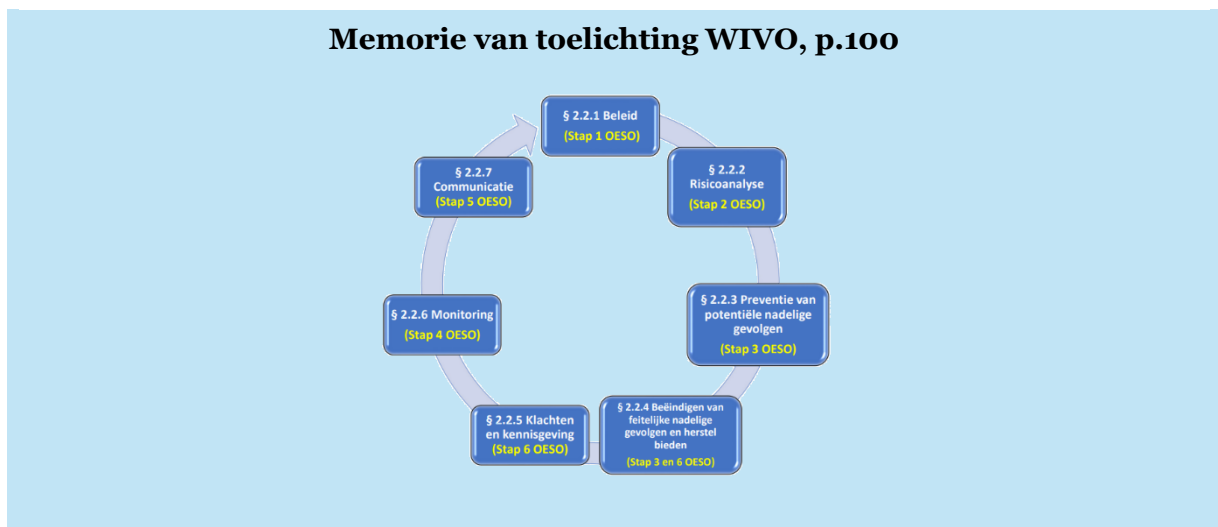 Memorie van toelichting WIVO, p.100
§ 2.2.1 Beleid
(Stap 1 OESO)
§ 2.2.2
Risicoanalyse
(Stap 2 OESO)
§ 2.2.3 Preventie van
potentiële nadelige
gevolgen
(Stap 3 OESO)
§ 2.2.4 Beëindigen van
feitelijke nadelige
gevolgen en herstel
bieden
(Stap 3 en 6 OESO)
§ 2.2.5 Klachten
en kennisgeving
(Stap 6 OESO)
§ 2.2.6 Monitoring
(Stap 4 OESO)
§ 2.2.7
Communicatie
(Stap 5 OESO)